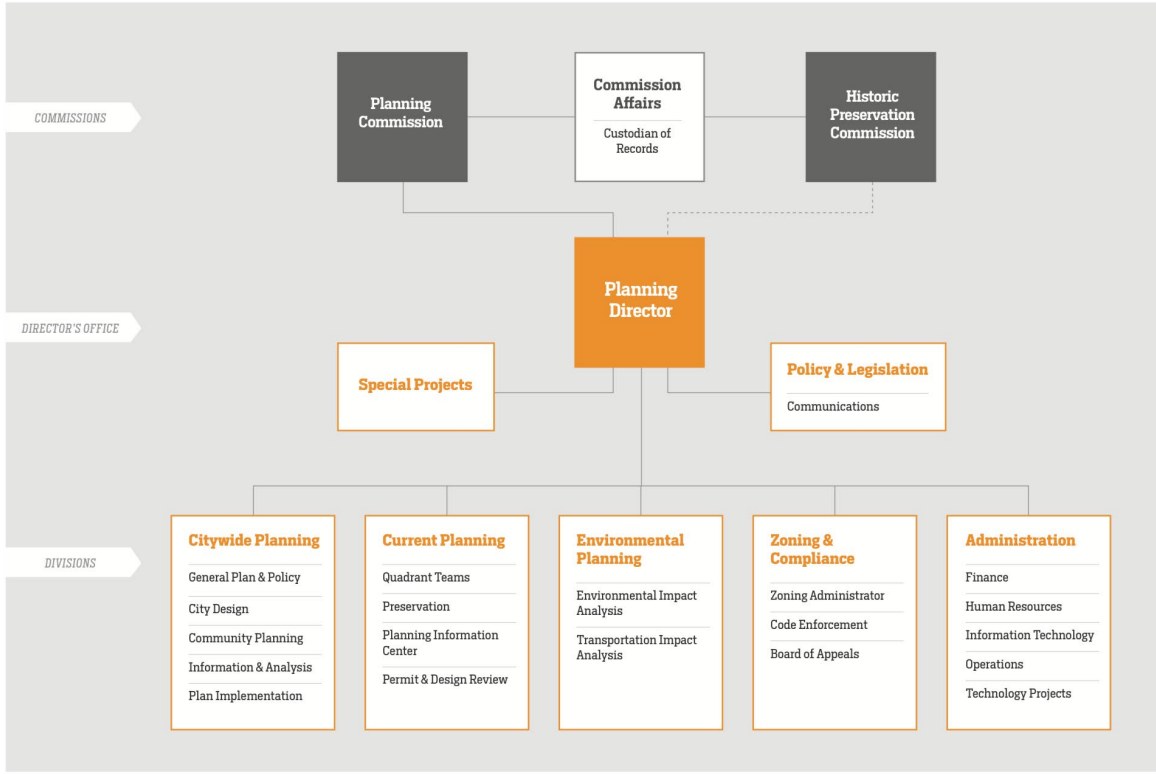 COMMISSIONS
Planning
Commission
Commission
Affairs
Custodian of
Records
Historic
Preservation
Commission
DIRECTOR'S OFFICE
Planning
Director
Special Projects
Policy & Legislation
Communications
DIVISIONS
Citywide Planning
General Plan & Policy
City Design
Community Planning
Information & Analysis
Plan Implementation
Current Planning
Quadrant Teams
Preservation
Planning Information
Center
Permit & Design Review
Environmental
Planning
Environmental Impact
Analysis
Transportation Impact
Analysis
Zoning &
Compliance
Zoning Administrator
Code Enforcement
Board of Appeals
Administration
Finance
Human Resources
Information Technology
Operations
Technology Projects